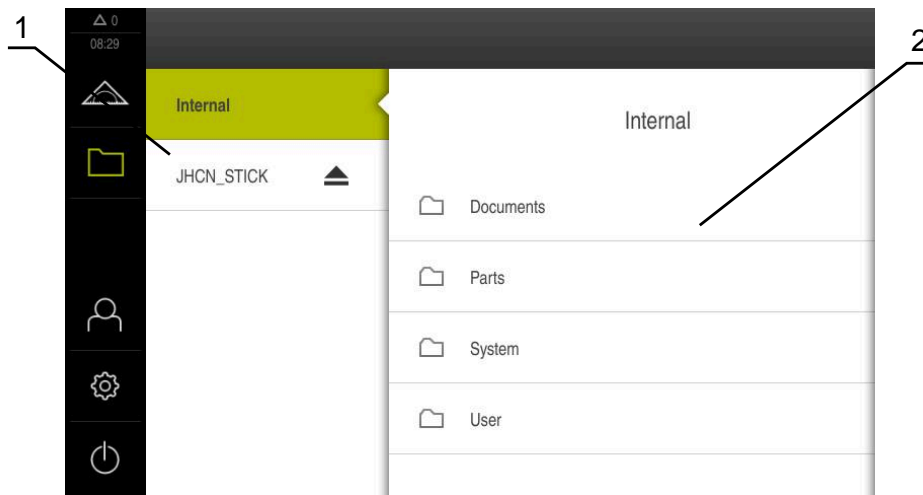 1
2
0
08:29
Internal
JHCN_STICK
Internal
Documents
Parts
System
User